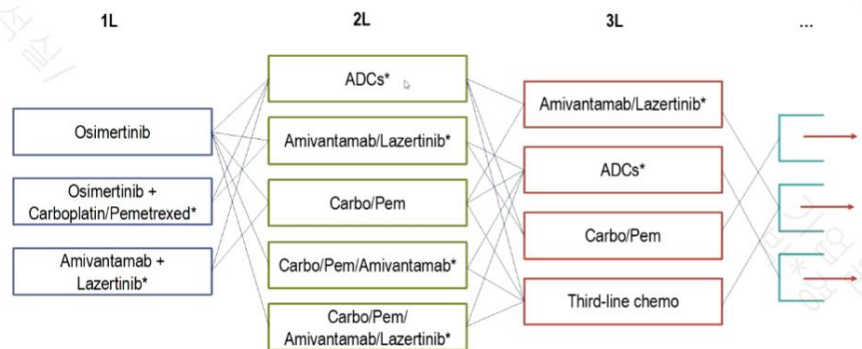 1L
2L
3L
...
Osimertinib
Osimertinib +
Carboplatin/Pemetrexed*
Amivantamab +
Lazertinib*
ADCs*
Amivantamab/Lazertinib*
Carbo/Pem
Carbo/Pem/Amivantamab*
Carbo/Pem/
Amivantamab/Lazertinib*
Amivantamab/Lazertinib*
ADCs*
Carbo/Pem
Third-line chemo